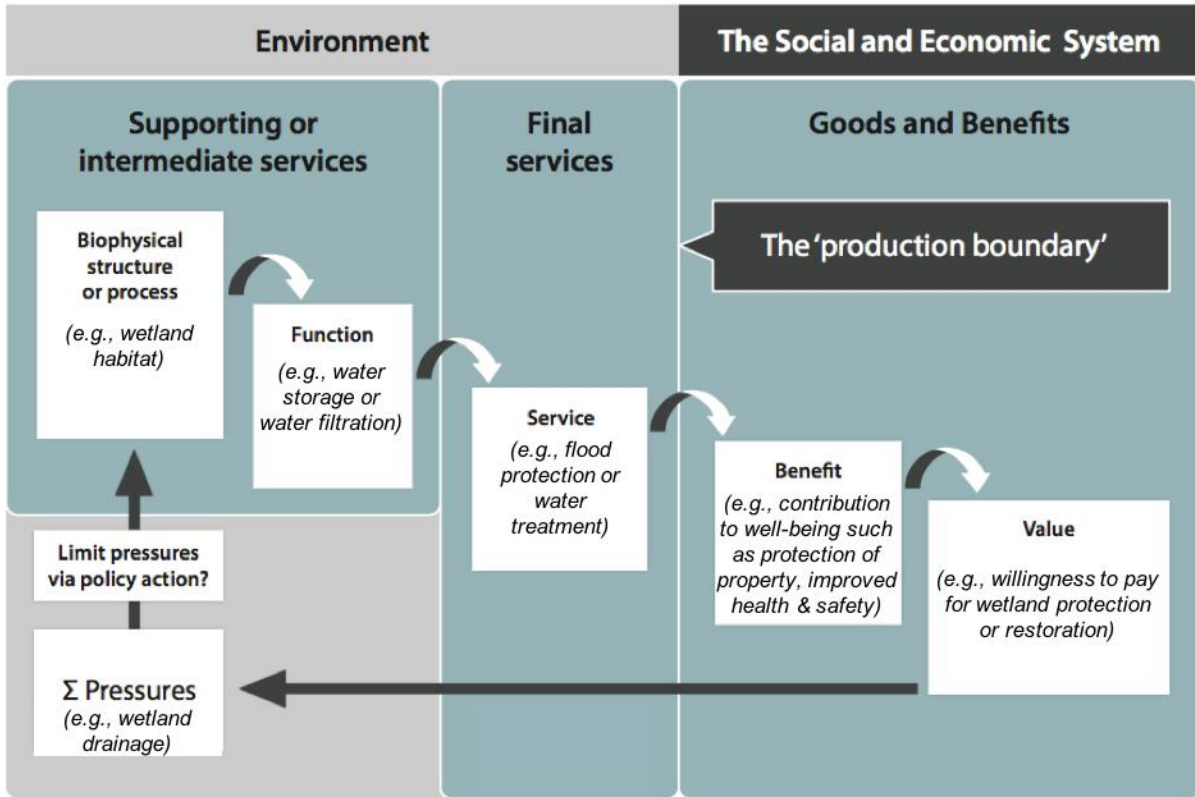 Environment
The Social and Economic System
Supporting or
intermediate services
Final
services
Goods and Benefits
The 'production boundary'
Biophysical
structure
or process
(e.g., wetland
habitat)
Function
(e.g., water
storage or
water filtration)
Service
(e.g., flood
protection or
water
treatment)
Benefit
(e.g., contribution
to well-being such
as protection of
property, improved
health & safety)
Value
(e.g., willingness to pay
for wetland protection
or restoration)
Limit pressures
via policy action?
Σ Pressures
(e.g., wetland
drainage)